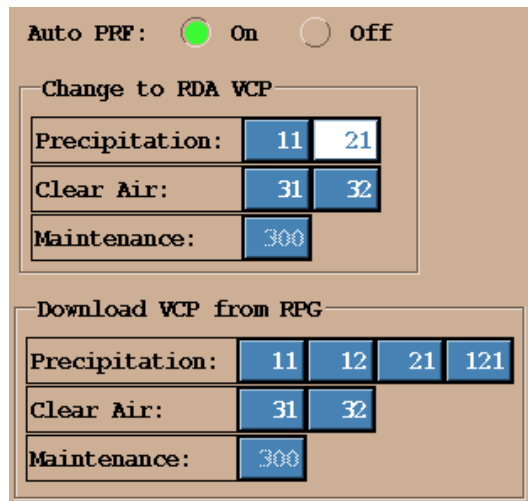 Auto PRF: On Off
Change to RDA VCP
Precipitation: 11 21
Clear Air: 31 32
Maintenance: 300
Download VCP from RPG
Precipitation: 11 12 21 121
Clear Air: 31 32
Maintenance: 300